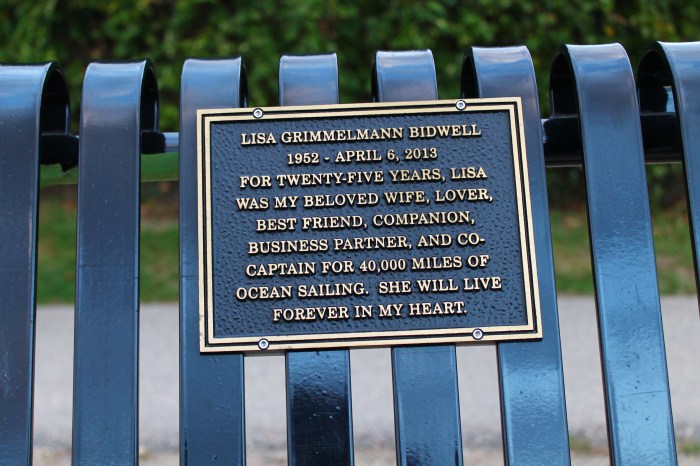 LISA GRIMMELMANN BIDWELL
1952 - APRIL 6, 2013
FOR TWENTY-FIVE YEARS, LISA
WAS MY BELOVED WIFE, LOVER,
BEST FRIEND, COMPANION,
BUSINESS PARTNER, AND CO-
CAPTAIN FOR 40,000 MILES OF
OCEAN SAILING. SHE WILL LIVE
FOREVER IN MY HEART.